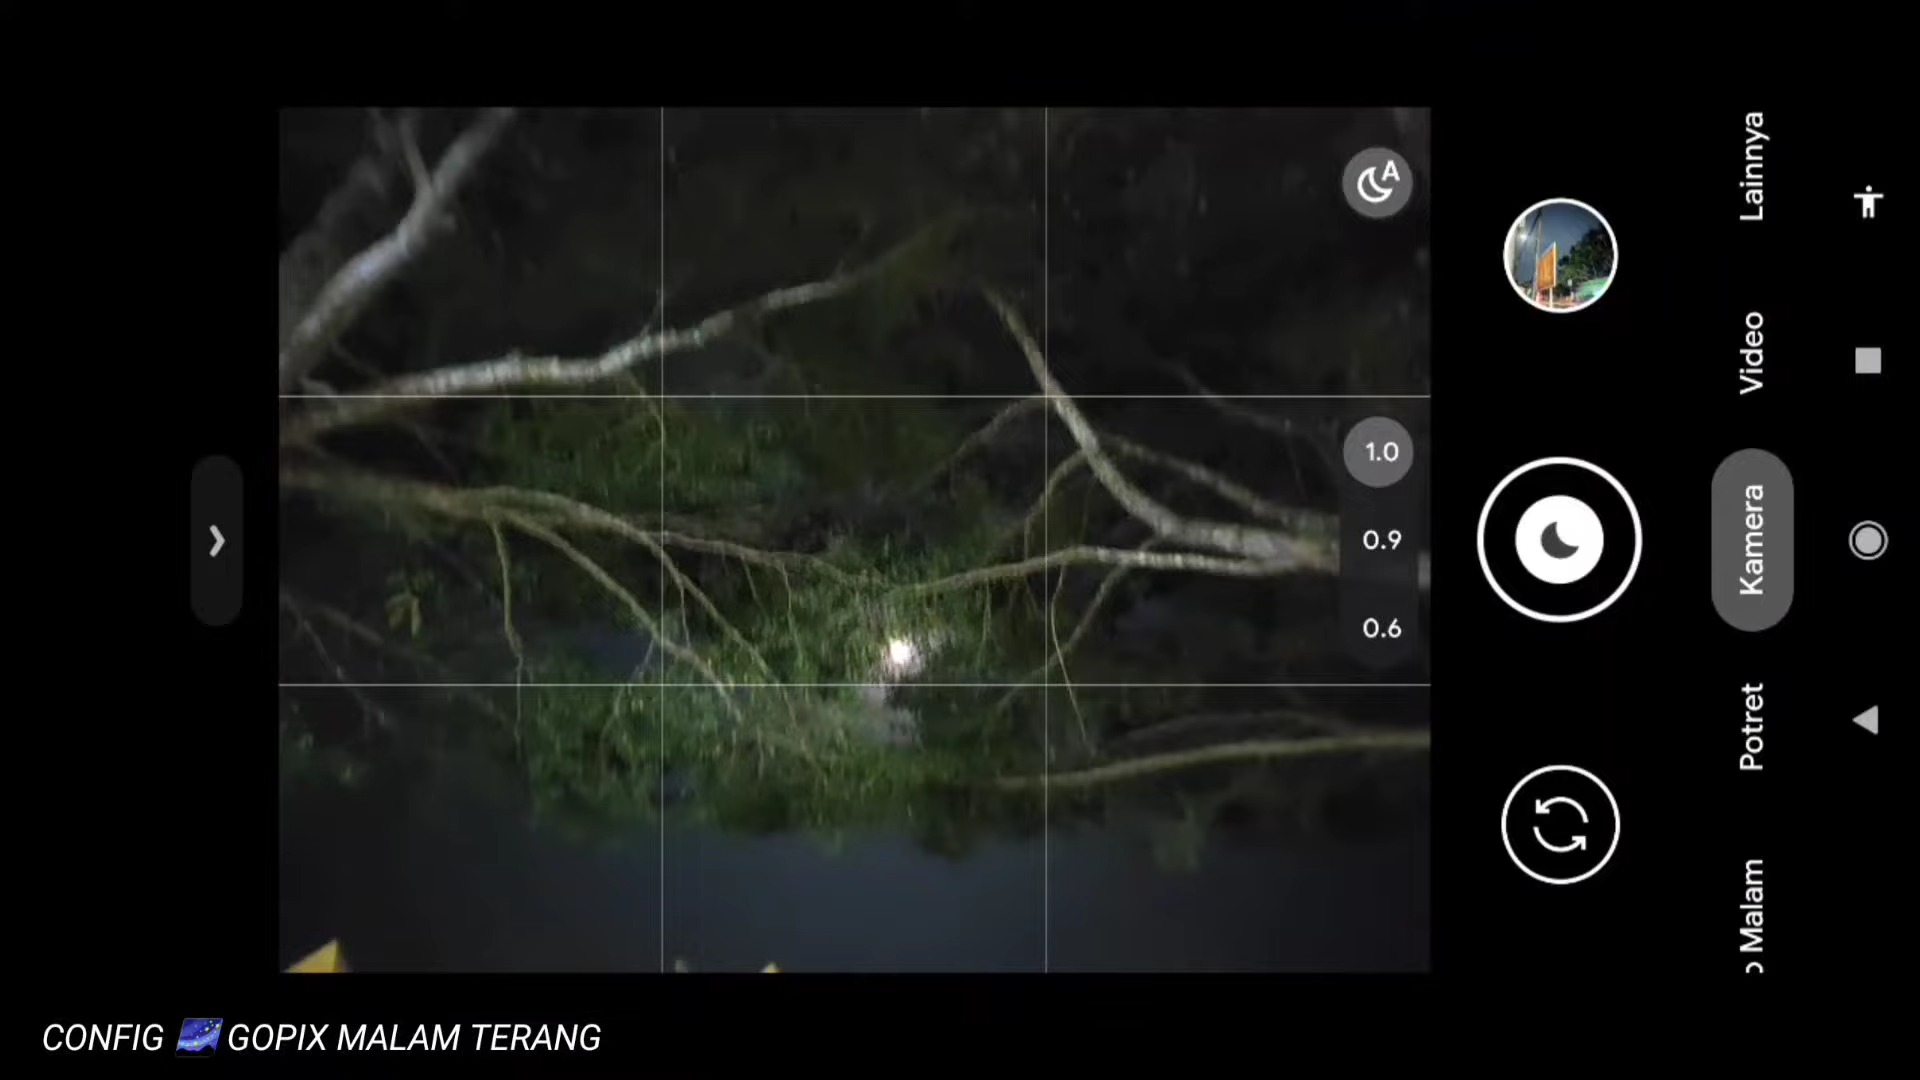 A
1.0
0.9
0.6
Lainnya
Video
Kamera
Potret
Malam
CONFIG 🌌 GOPIX MALAM TERANG